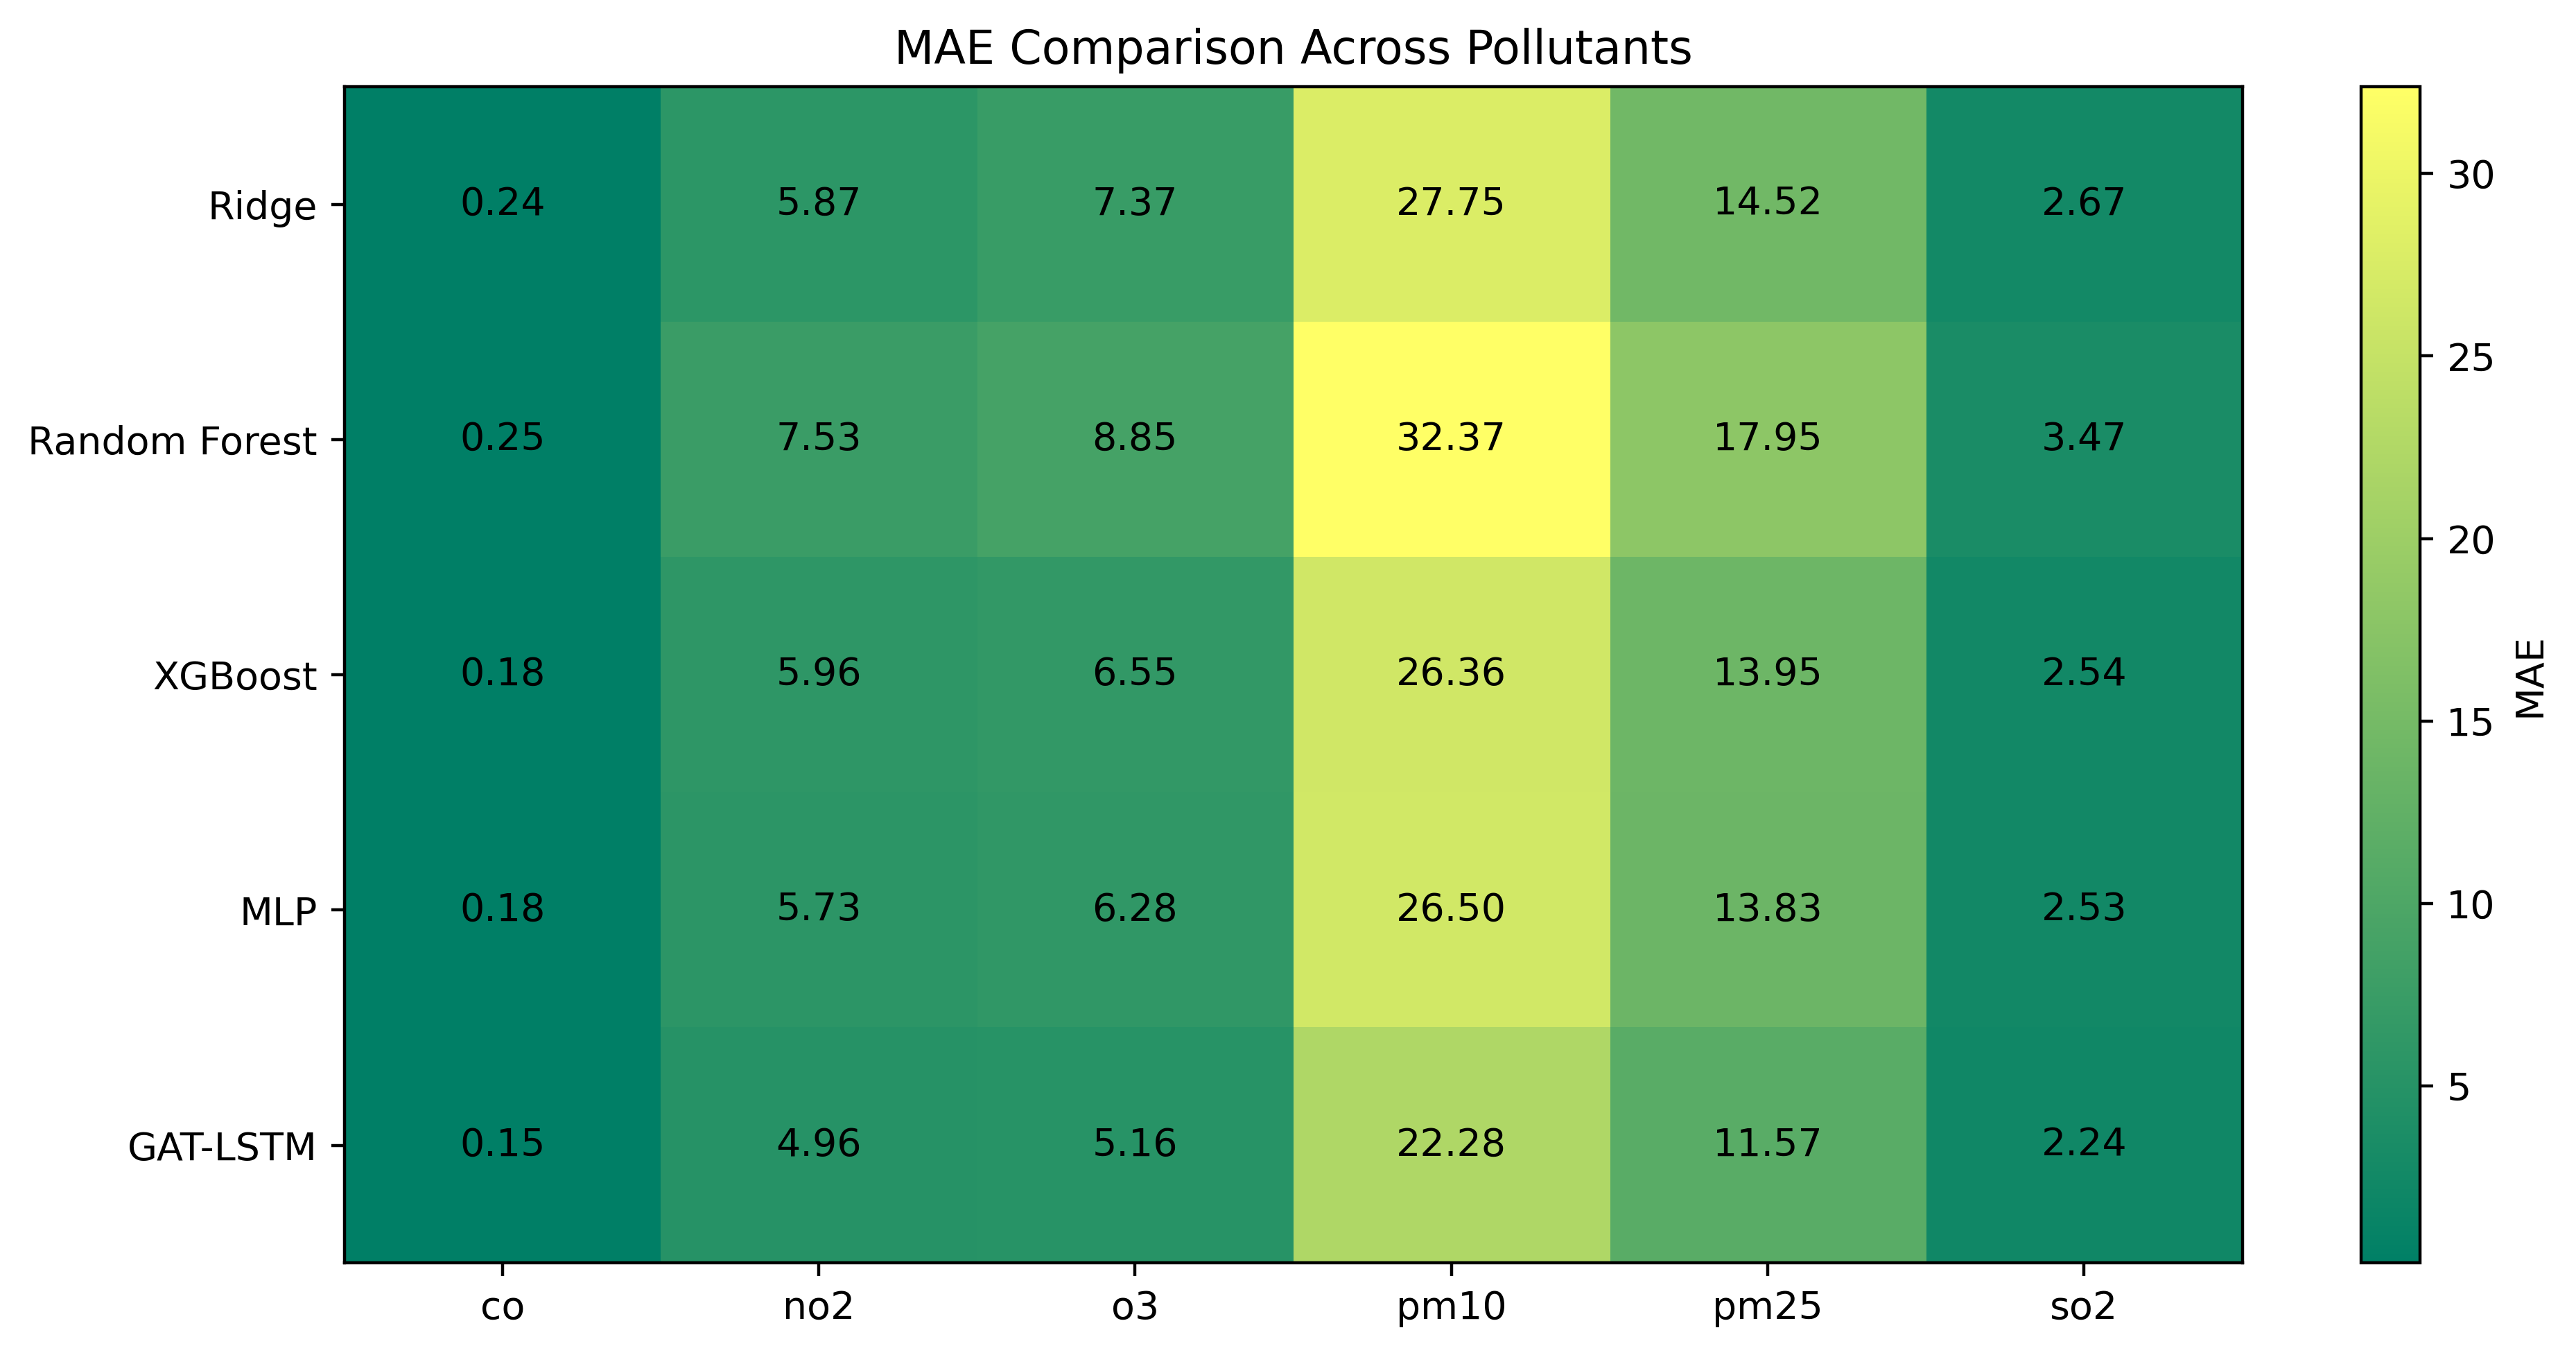 MAE Comparison Across Pollutants
Ridge 0.24 5.87 7.37 27.75 14.52 2.67
Random Forest 0.25 7.53 8.85 32.37 17.95 3.47
XGBoost 0.18 5.96 6.55 26.36 13.95 2.54
MLP 0.18 5.73 6.28 26.50 13.83 2.53
GAT-LSTM 0.15 4.96 5.16 22.28 11.57 2.24
co no2 o3 pm10 pm25 so2
30
25
20
15
10
5
MAE